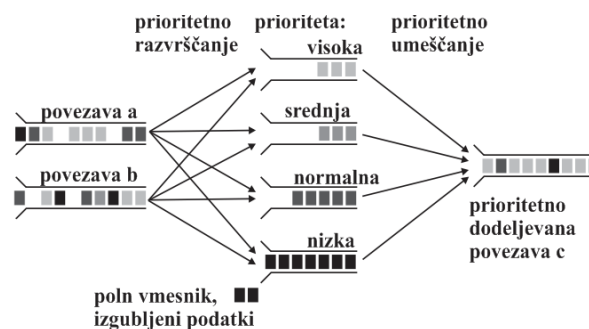 prioritetno
razvrščanje
prioriteta:
visoka
prioritetno
umeščanje
povezava a
srednja
povezava b
normalna
prioritetno
dodeljevana
povezava c
nizka
poln vmesnik,
izgubljeni podatki